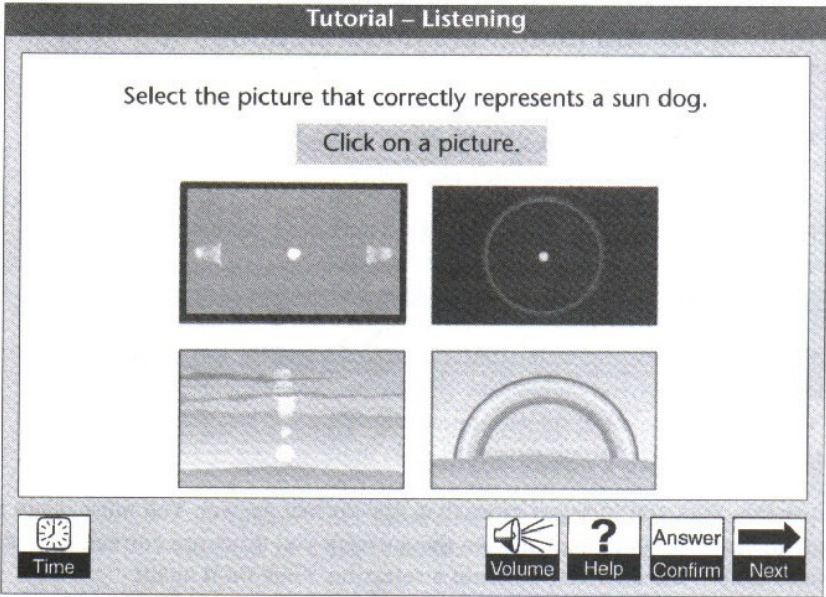 Tutorial – Listening
Select the picture that correctly represents a sun dog.
Click on a picture.
Time
Volume
?
Help
Answer
Confirm
Next